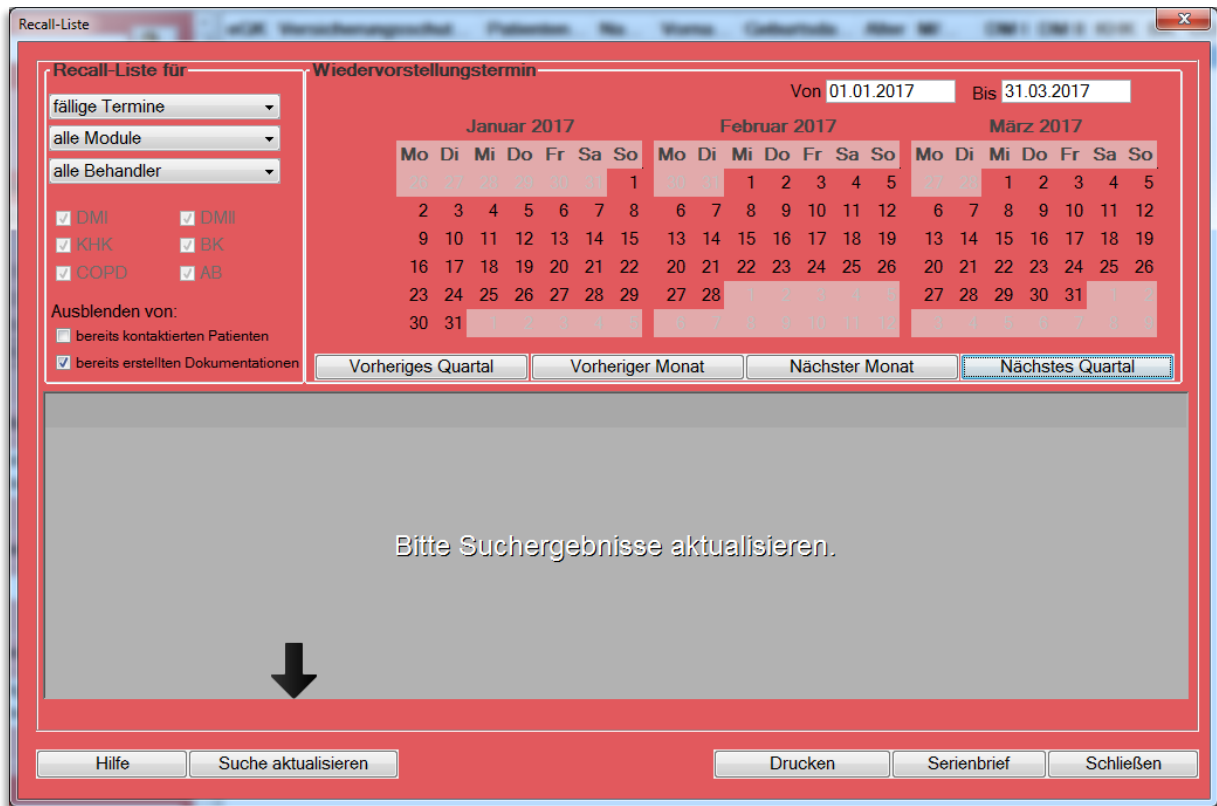 Recall-Liste
Recall-Liste für
fällige Termine
alle Module
alle Behandler
DMI DMII
KHK BK
COPD AB
Ausblenden von:
bereits kontaktierten Patienten
bereits erstellten Dokumentationen
Wiedervorstellungstermin
Von 01.01.2017 Bis 31.03.2017
Januar 2017
Mo Di Mi Do Fr Sa So
26 27 28 29 30 31 1
2 3 4 5 6 7 8
9 10 11 12 13 14 15
16 17 18 19 20 21 22
23 24 25 26 27 28 29
30 31 1 2 3 4 5
Februar 2017
Mo Di Mi Do Fr Sa So
30 31 1 2 3 4 5
6 7 8 9 10 11 12
13 14 15 16 17 18 19
20 21 22 23 24 25 26
27 28 1 2 3 4 5
6 7 8 9 10 11 12
März 2017
Mo Di Mi Do Fr Sa So
27 28 1 2 3 4 5
6 7 8 9 10 11 12
13 14 15 16 17 18 19
20 21 22 23 24 25 26
27 28 29 30 31 1 2
3 4 5 6 7 8 9
Vorheriges Quartal Vorheriger Monat Nächster Monat Nächstes Quartal
Bitte Suchergebnisse aktualisieren.
Hilfe Suche aktualisieren Drucken Serienbrief Schließen